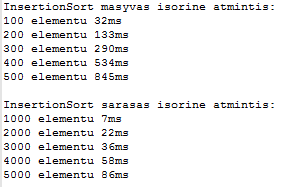 InsertionSort masyvas isorine atmintis:
100 elementu 32ms
200 elementu 133ms
300 elementu 290ms
400 elementu 534ms
500 elementu 845ms
InsertionSort sarasas isorine atmintis:
1000 elementu 7ms
2000 elementu 22ms
3000 elementu 36ms
4000 elementu 58ms
5000 elementu 86ms